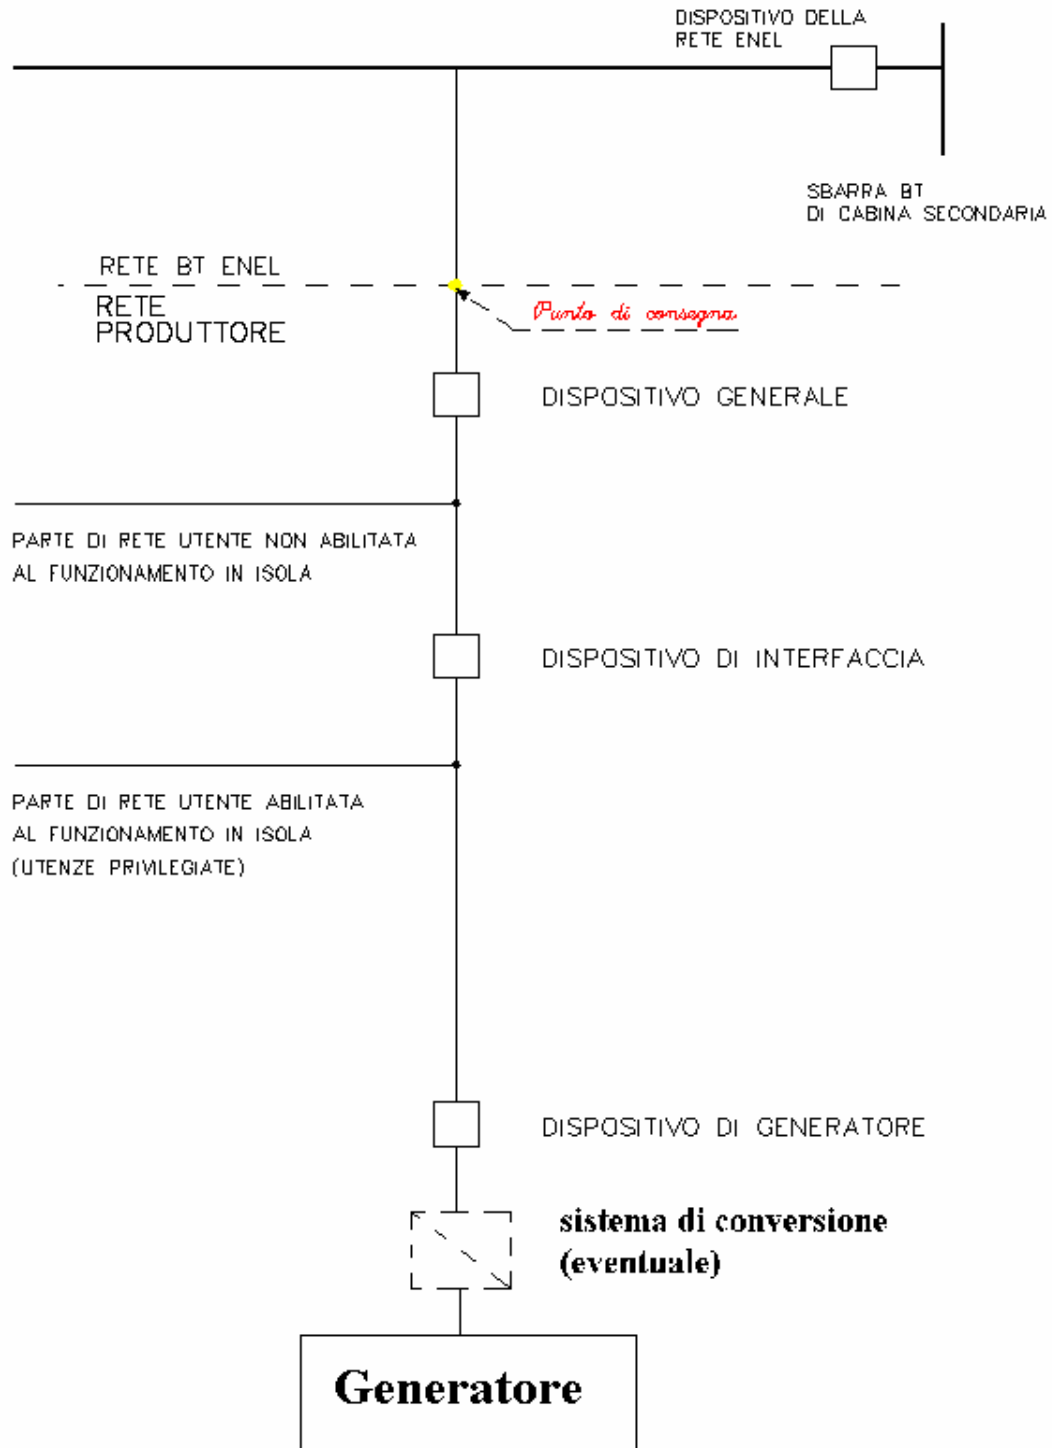 DISPOSITIVO DELLA
RETE ENEL
SBARRA BT
DI CABINA SECONDARIA
RETE BT ENEL
RETE
PRODUTTORE
Punto di consegna
DISPOSITIVO GENERALE
PARTE DI RETE UTENTE NON ABILITATA
AL FUNZIONAMENTO IN ISOLA
DISPOSITIVO DI INTERFACCIA
PARTE DI RETE UTENTE ABILITATA
AL FUNZIONAMENTO IN ISOLA
(UTENZE PRIVILEGIATE)
DISPOSITIVO DI GENERATORE
sistema di conversione
(eventuale)
Generatore